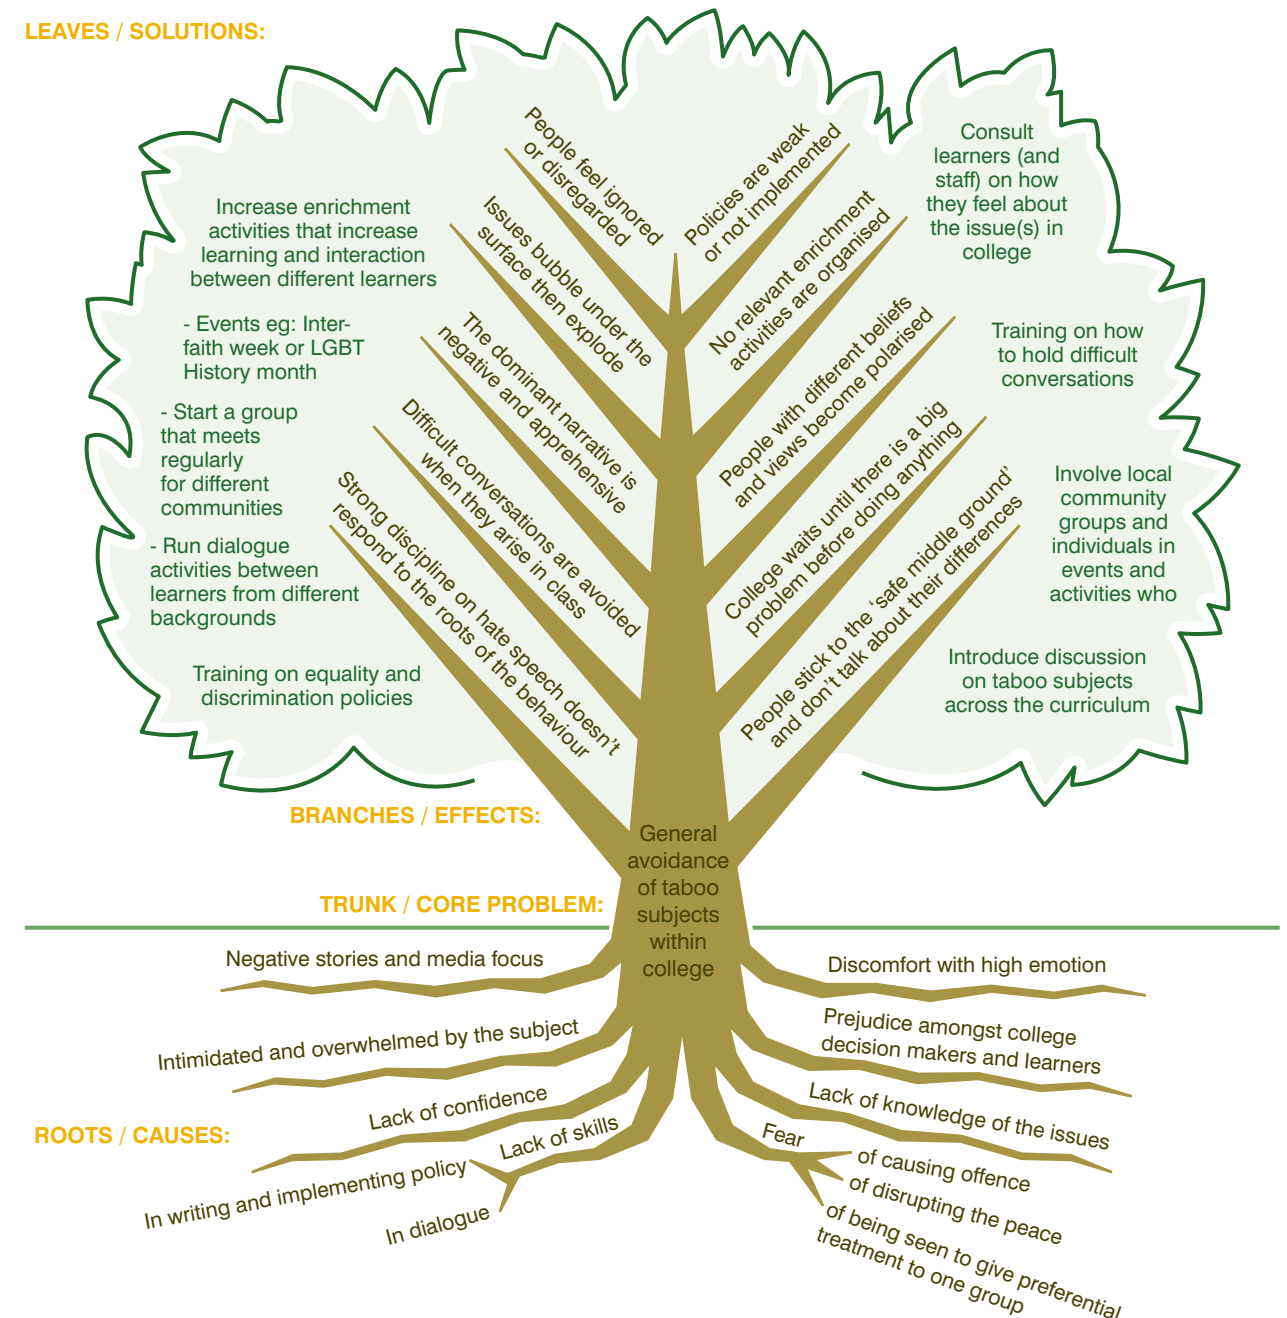 LEAVES / SOLUTIONS:
Increase enrichment
activities that increase
learning and interaction
between different learners
- Events eg: Inter-
faith week or LGBT
History month
- Start a group
that meets
regularly
for different
communities
- Run dialogue
activities between
learners from different
backgrounds
Training on equality and
discrimination policies
People feel ignored
or disregarded
Issues bubble under the
surface then explode
The dominant narrative is
negative and apprehensive
Difficult conversations are avoided
when they arise in class
Strong discipline on hate speech doesn't
respond to the roots of the behaviour
Policies are weak
or not implemented
No relevant enrichment
activities are organised
People with different beliefs
and views become polarised
College waits until there is a big
problem before doing anything
People stick to the ‘safe middle ground’
and don't talk about their differences
Consult
learners (and
staff) on how
they feel about
the issue(s) in
college
Training on how
to hold difficult
conversations
Involve local
community
groups and
individuals in
events and
activities who
Introduce discussion
on taboo subjects
across the curriculum
BRANCHES / EFFECTS:
TRUNK / CORE PROBLEM:
General
avoidance
of taboo
subjects
within
college
ROOTS / CAUSES:
Negative stories and media focus
Intimidated and overwhelmed by the subject
Lack of confidence
Lack of skills
In writing and implementing policy
In dialogue
Discomfort with high emotion
Prejudice amongst college
decision makers and learners
Lack of knowledge of the issues
Fear
of causing offence
of disrupting the peace
of being seen to give preferential
treatment to one group